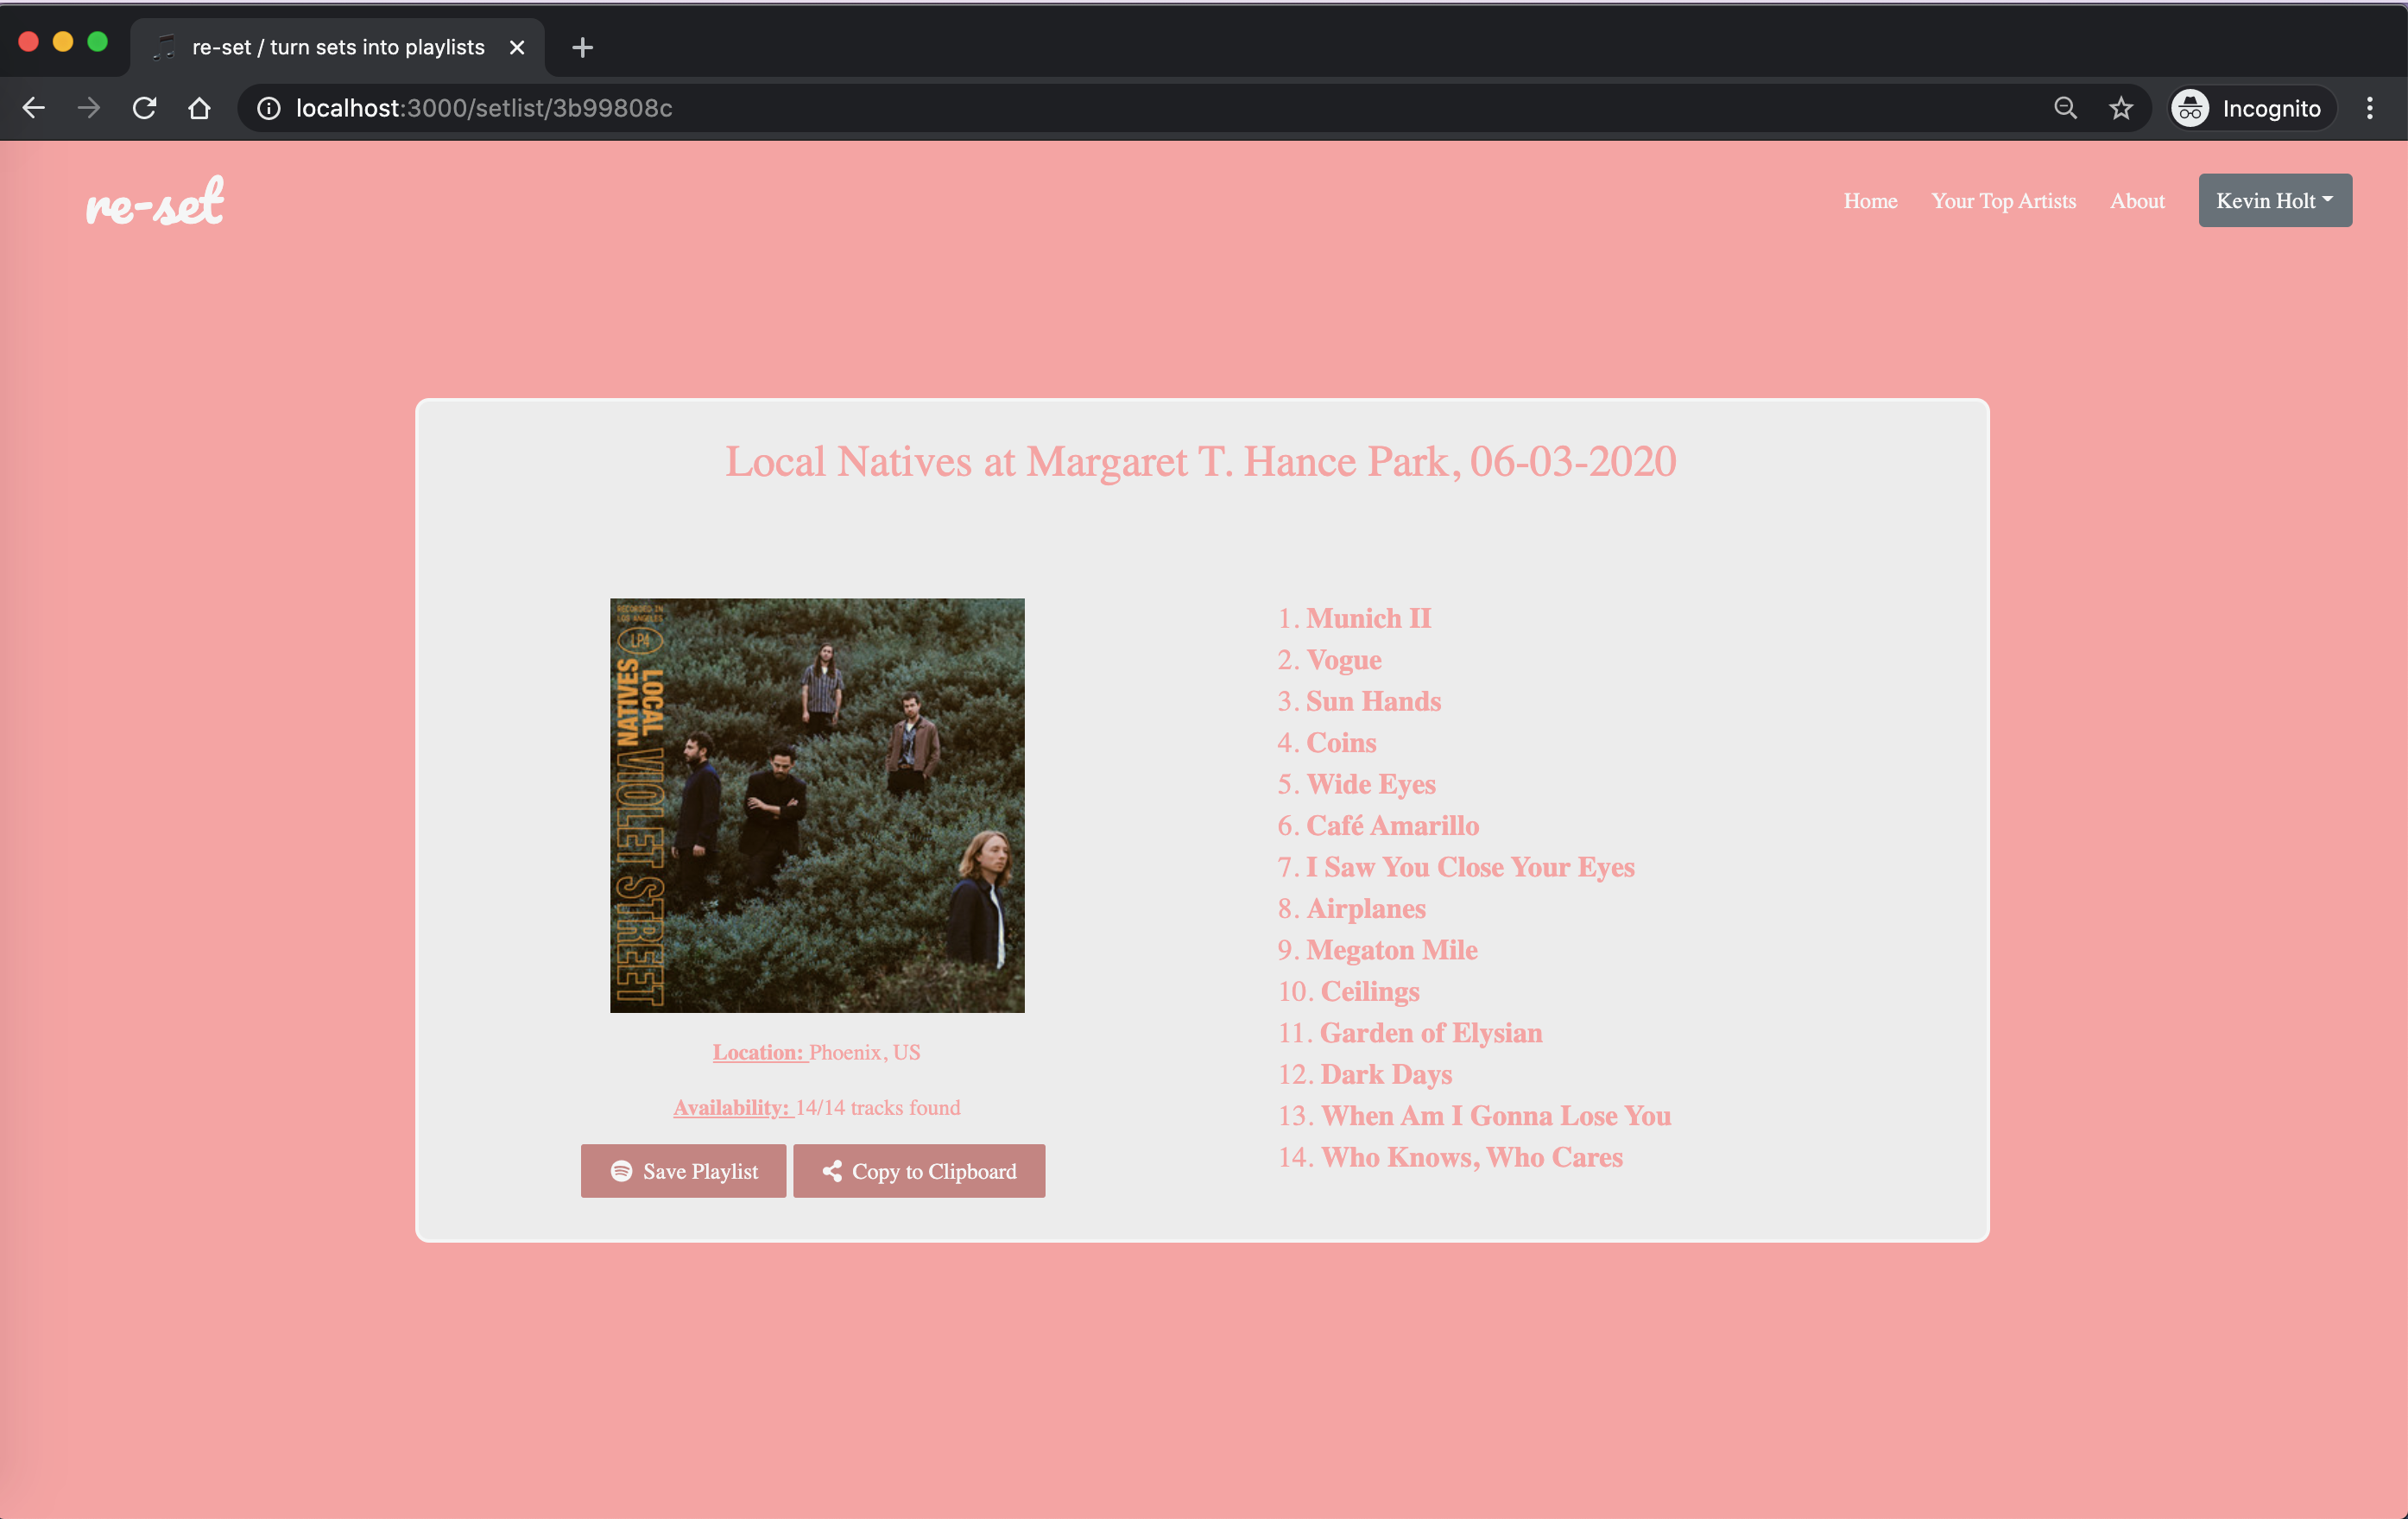 re-set / turn sets into playlists
localhost:3000/setlist/3b99808c
Incognito
re-set
Home
Your Top Artists
About
Kevin Holt
Local Natives at Margaret T. Hance Park, 06-03-2020
RECORDED IN
LOS ANGELES
LP4
LOCAL
NATIVES
VIOLET STREET
Location: Phoenix, US
Availability: 14/14 tracks found
Save Playlist
Copy to Clipboard
1. Munich II
2. Vogue
3. Sun Hands
4. Coins
5. Wide Eyes
6. Café Amarillo
7. I Saw You Close Your Eyes
8. Airplanes
9. Megaton Mile
10. Ceilings
11. Garden of Elysian
12. Dark Days
13. When Am I Gonna Lose You
14. Who Knows, Who Cares